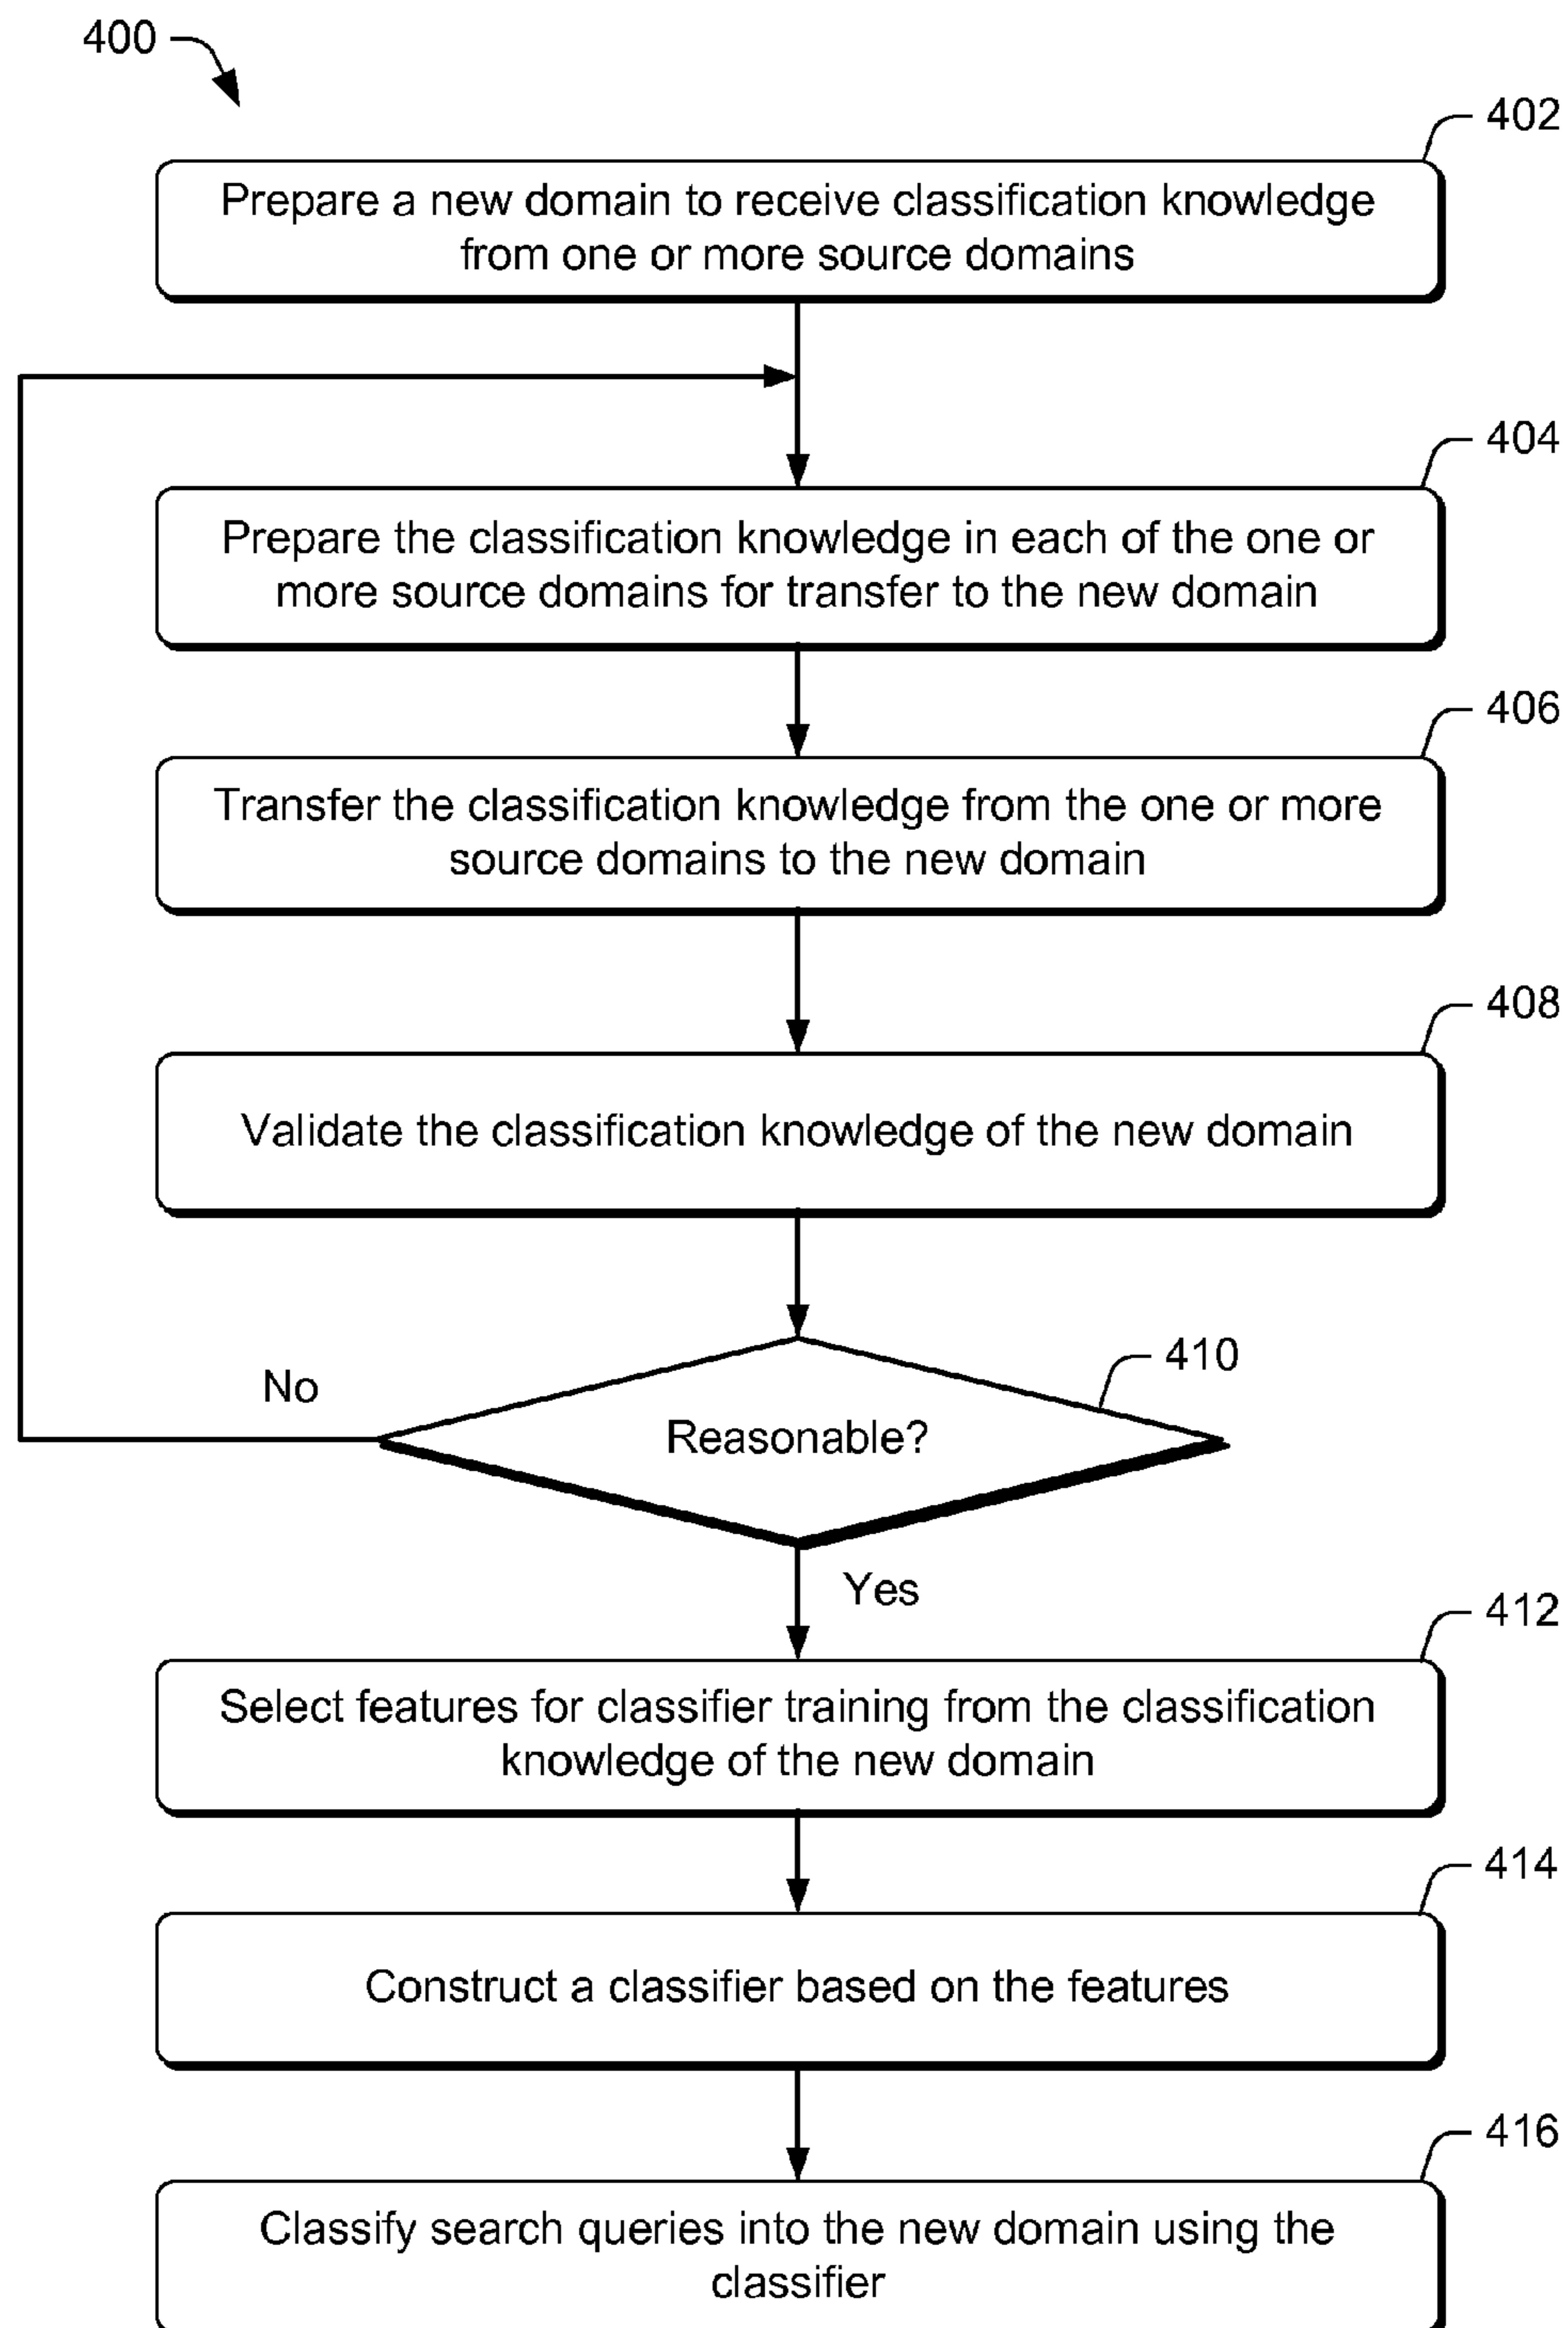 400
402
Prepare a new domain to receive classification knowledge
from one or more source domains
404
Prepare the classification knowledge in each of the one or
more source domains for transfer to the new domain
406
Transfer the classification knowledge from the one or more
source domains to the new domain
408
Validate the classification knowledge of the new domain
410
No
Reasonable?
Yes
412
Select features for classifier training from the classification
knowledge of the new domain
414
Construct a classifier based on the features
416
Classify search queries into the new domain using the
classifier